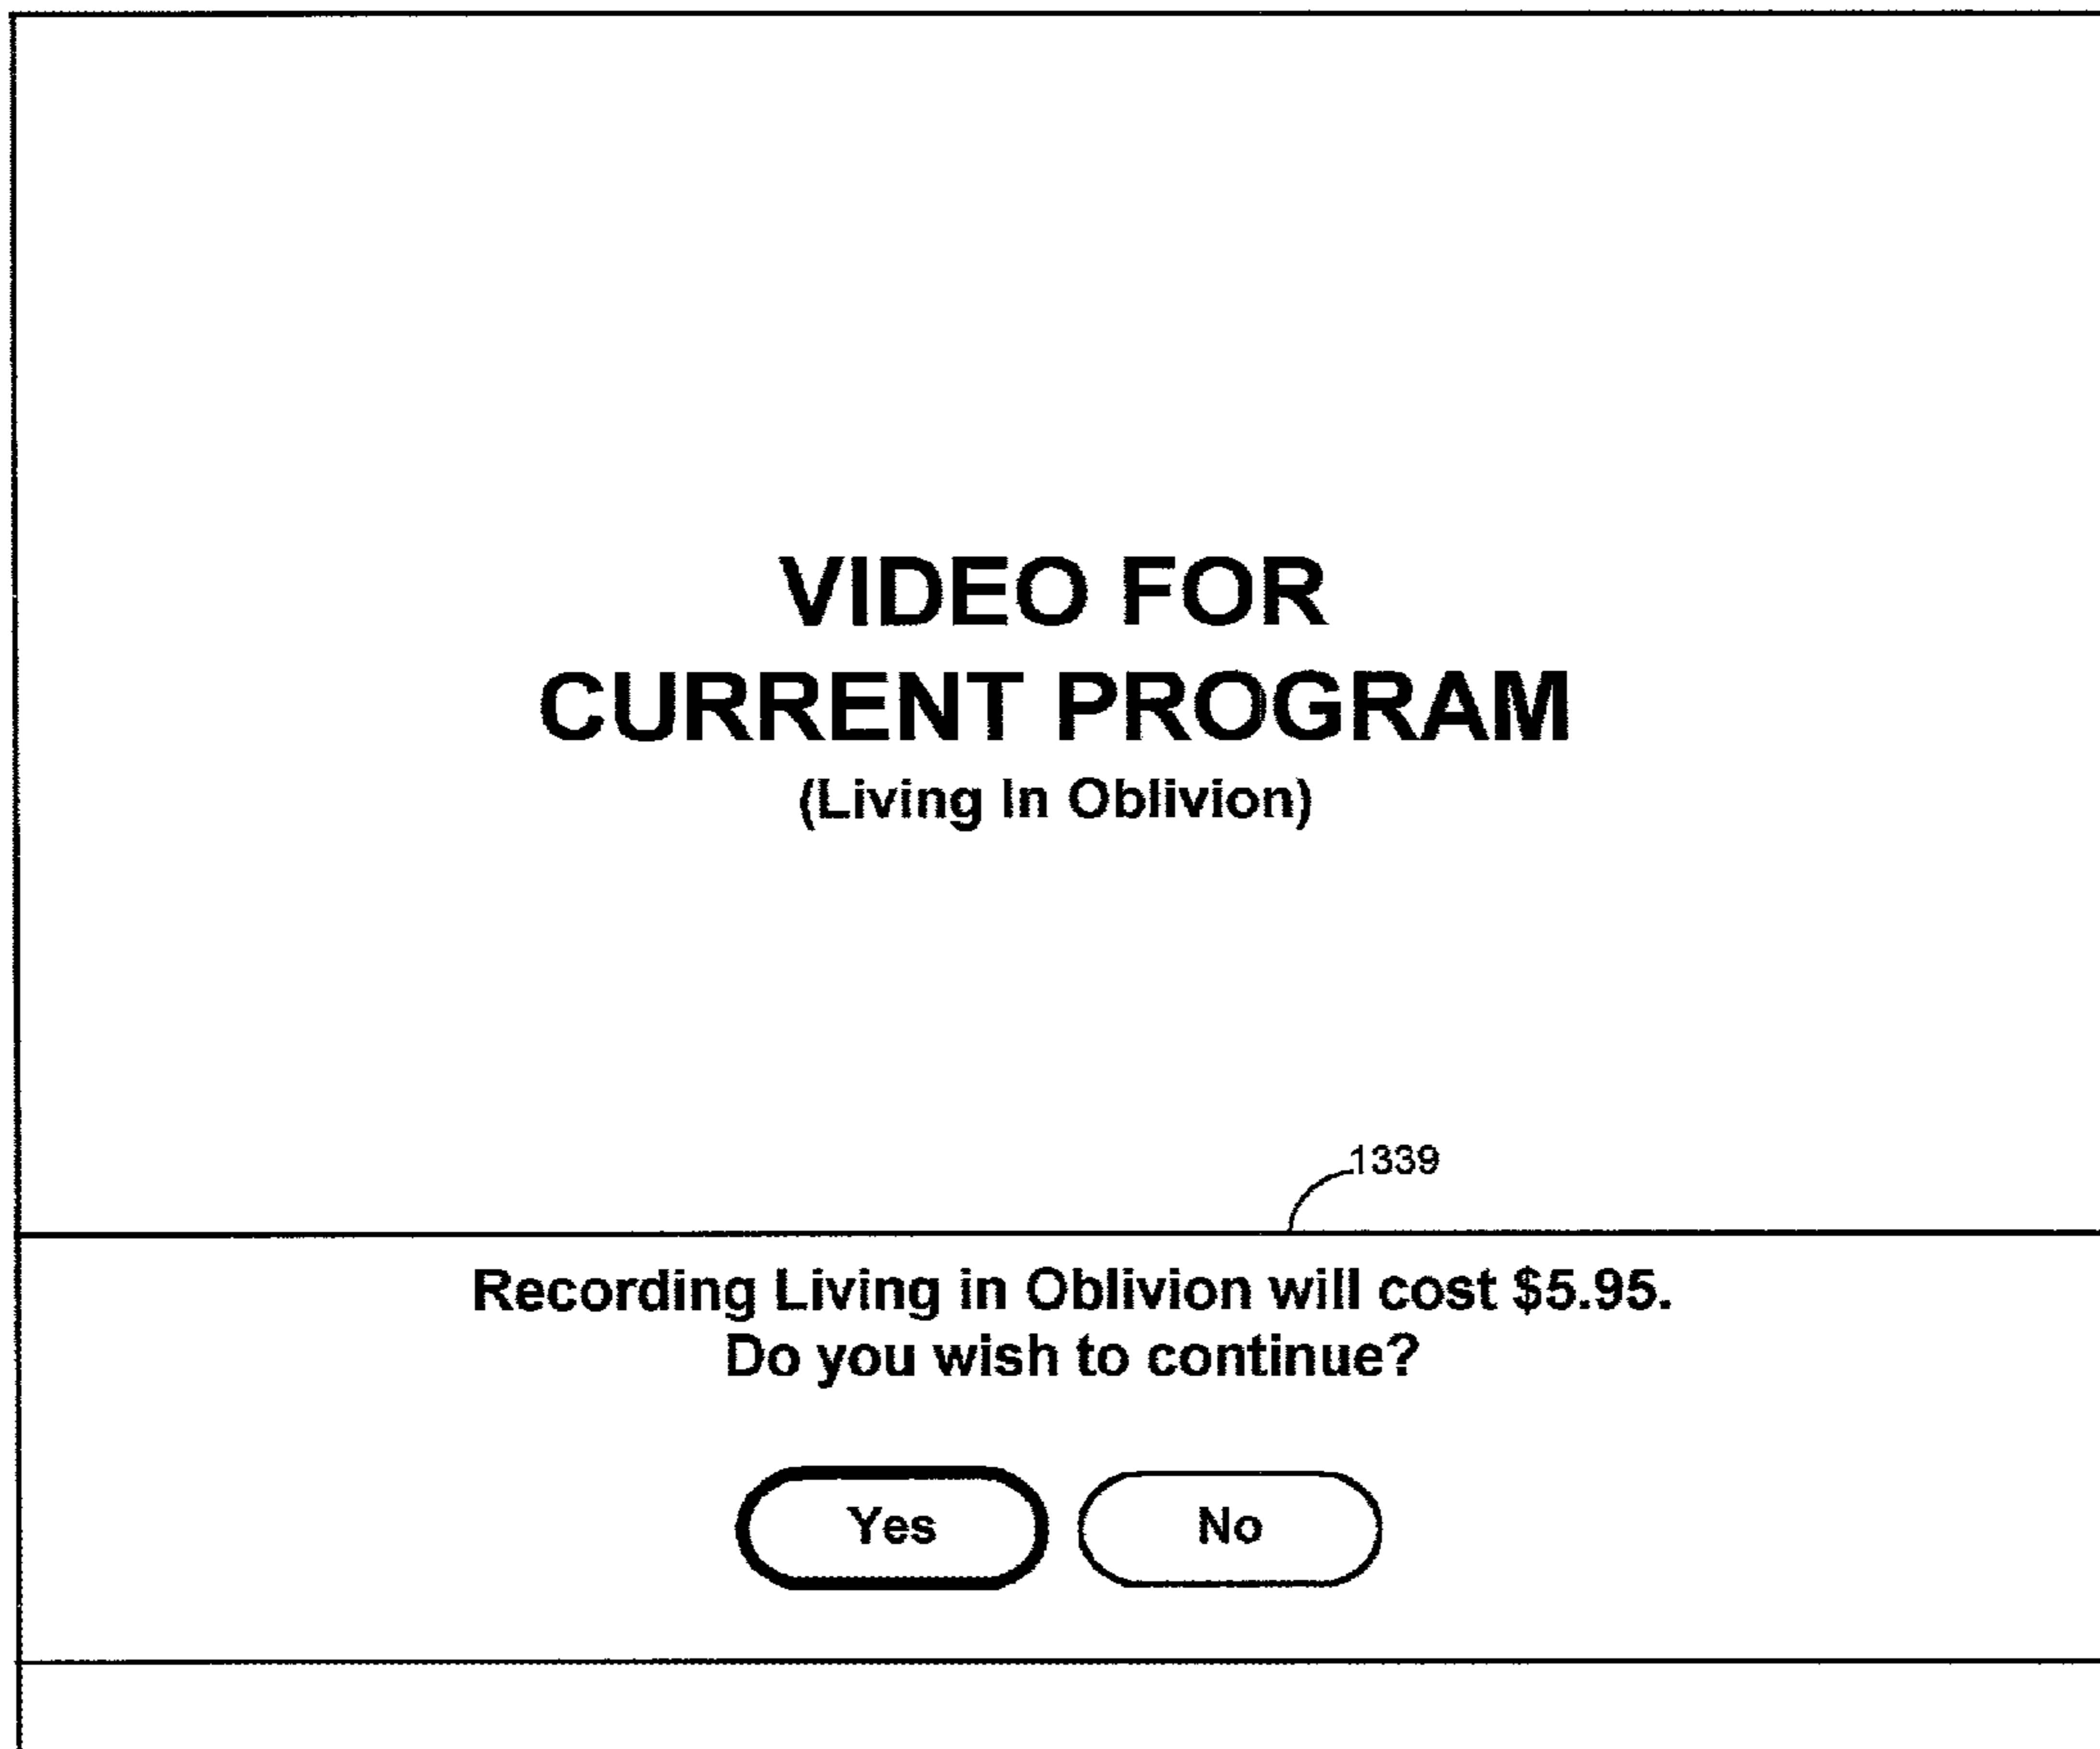 VIDEO FOR
CURRENT PROGRAM
(Living In Oblivion)
1339
Recording Living in Oblivion will cost $5.95.
Do you wish to continue?
Yes No